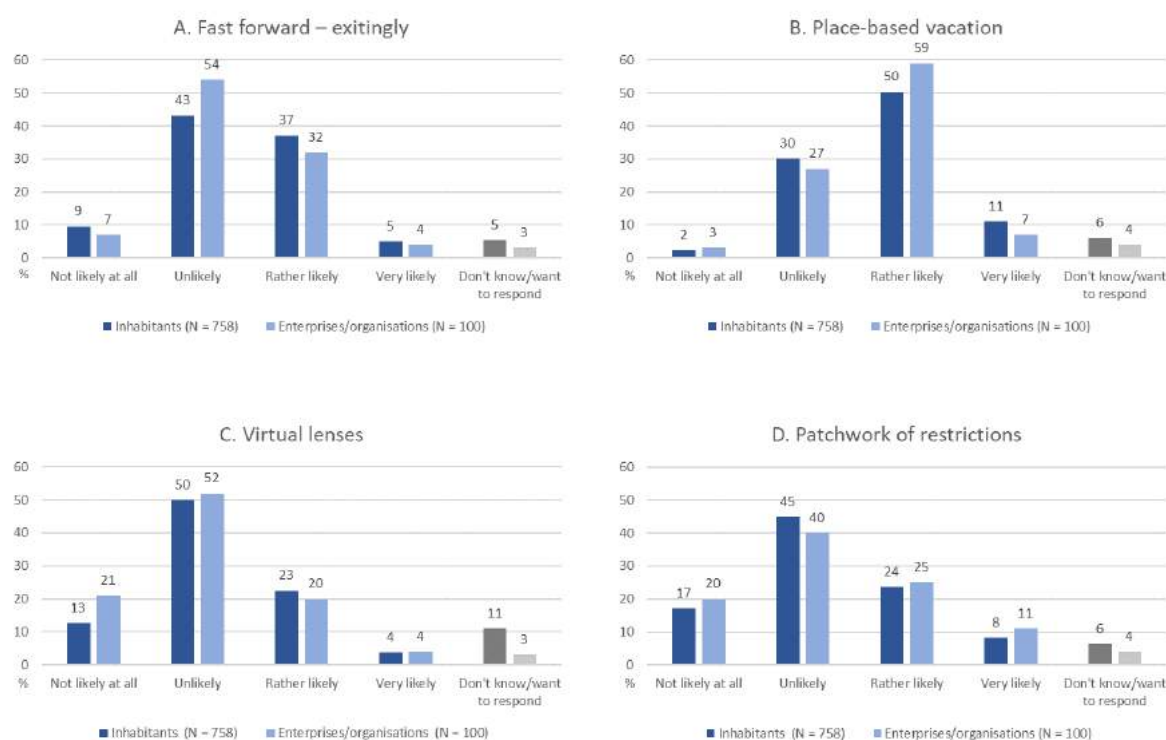 A. Fast forward – exitingly
60
50
40
30
20
10
0
%
9 7 43 54 37 32 5 4 5 3
Not likely at all Unlikely Rather likely Very likely Don't know/want to respond
Inhabitants (N = 758) Enterprises/organisations (N = 100)
B. Place-based vacation
60
50
40
30
20
10
0
%
2 3 30 27 50 59 11 7 6 4
Not likely at all Unlikely Rather likely Very likely Don't know/want to respond
Inhabitants (N = 758) Enterprises/organisations (N = 100)
C. Virtual lenses
60
50
40
30
20
10
0
%
13 21 50 52 23 20 4 4 11 3
Not likely at all Unlikely Rather likely Very likely Don't know/want to respond
Inhabitants (N – 758) Enterprises/organisations (N – 100)
D. Patchwork of restrictions
60
50
40
30
20
10
0
%
17 20 45 40 24 25 8 11 6 4
Not likely at all Unlikely Rather likely Very likely Don't know/want to respond
Inhabitants (N = 758) Enterprises/organisations (N = 100)